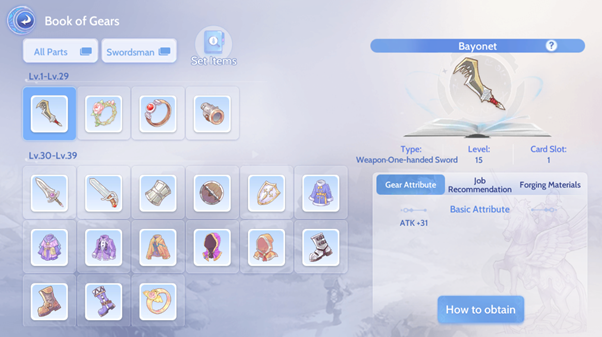 Book of Gears
All Parts
Swordsman
Set Items
Lv.1-Lv.29
Lv.30-Lv.39
Bayonet
?
Type:
Weapon-One-handed Sword
Level:
15
Card Slot:
1
Gear Attribute
Job
Recommendation
Forging Materials
Basic Attribute
ATK +31
How to obtain